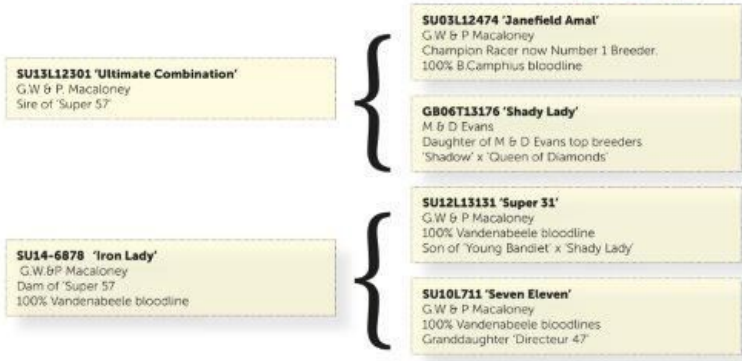 SU13L12301 'Ultimate Combination'
G.W & P. Macaloney
Sire of 'Super 57'
SU03L12474 'Janefield Amal'
G.W & P Macaloney
Champion Racer now Number 1 Breeder.
100% B.Camphius bloodline
GB06T13176 'Shady Lady'
M & D Evans
Daughter of M & D Evans top breeders
'Shadow' x 'Queen of Diamonds'
SU14-6878 'Iron Lady'
G.W.&P Macaloney
Dam of 'Super 57
100% Vandenabeele bloodline
SU12L13131 'Super 31'
G.W & P Macaloney
100% Vandenabeele bloodline
Son of 'Young Bandiet' x 'Shady Lady'
SU10L711 'Seven Eleven'
G.W & P Macaloney
100% Vandenabeele bloodlines
Granddaughter 'Directeur 47'